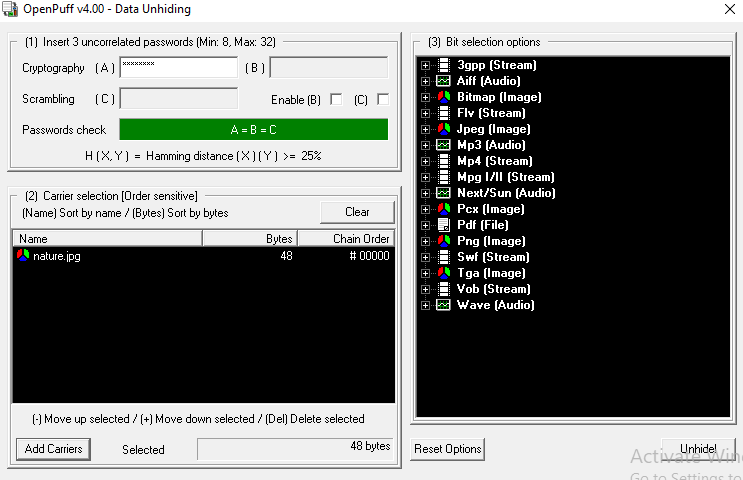 OpenPuff v4.00 - Data Unhiding
(1) Insert 3 uncorrelated passwords (Min: 8, Max: 32)
Cryptography (A) ******** (B)
Scrambling (C) Enable (B) (C)
Passwords check A = B = C
H ( X, Y ) = Hamming distance ( X ) ( Y ) >= 25%
(2) Carrier selection [Order sensitive]
(Name) Sort by name / (Bytes) Sort by bytes Clear
Name Bytes Chain Order
nature.jpg 48 # 00000
(-) Move up selected / (+) Move down selected / (Del) Delete selected
Add Carriers Selected 48 bytes
(3) Bit selection options
3gpp (Stream)
Aiff (Audio)
Bitmap (Image)
Flv (Stream)
Jpeg (Image)
Mp3 (Audio)
Mp4 (Stream)
Mpg I/II (Stream)
Next/Sun (Audio)
Pcx (Image)
Pdf (File)
Png (Image)
Swf (Stream)
Tga (Image)
Vob (Stream)
Wave (Audio)
Reset Options Unhide!
Activate Win
Go to Settings to